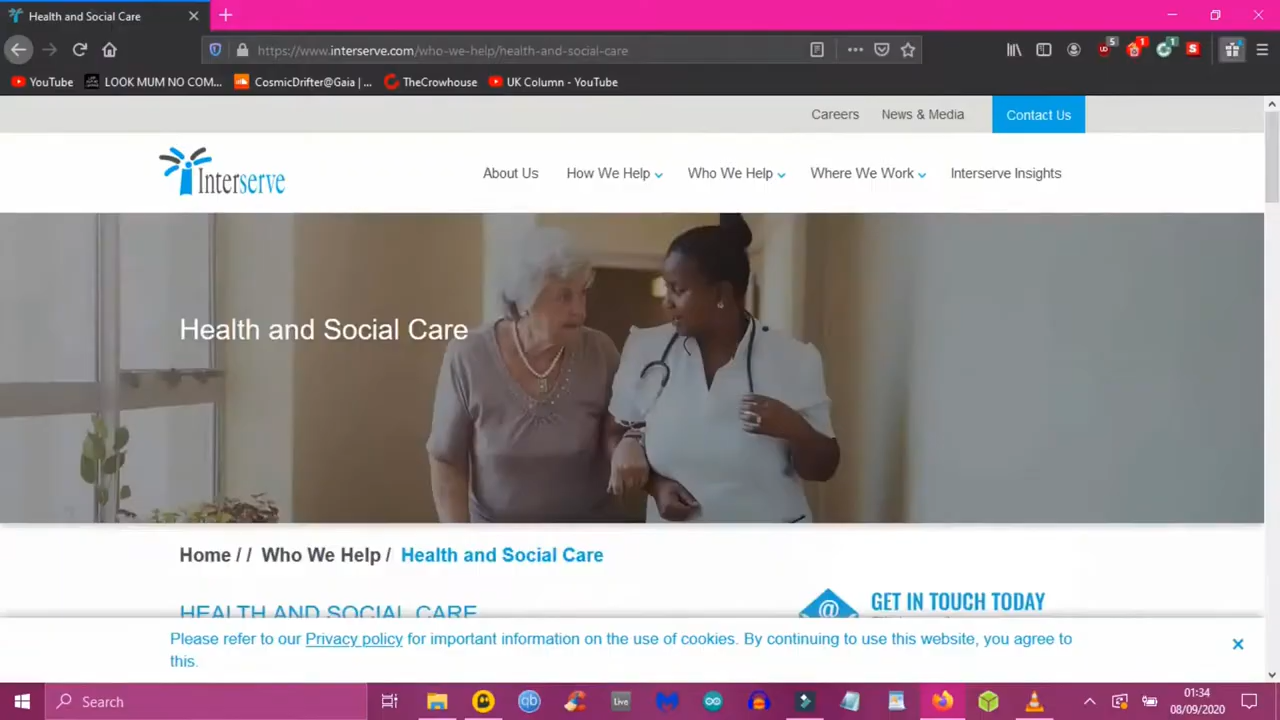 Health and Social Care
https://www.interserve.com/who-we-help/health-and-social-care
5
1
1
S
YouTube
LOOK MUM NO COM...
CosmicDrifter@Gaia | ...
TheCrowhouse
UK Column - YouTube
Careers
News & Media
Contact Us
Interserve
About Us
How We Help
Who We Help
Where We Work
Interserve Insights
Health and Social Care
Home / / Who We Help / Health and Social Care
HEALTH AND SOCIAL CARE
@
GET IN TOUCH TODAY
Please refer to our Privacy policy for important information on the use of cookies. By continuing to use this website, you agree to
this.
Search
qb
Live
01:34
08/09/2020